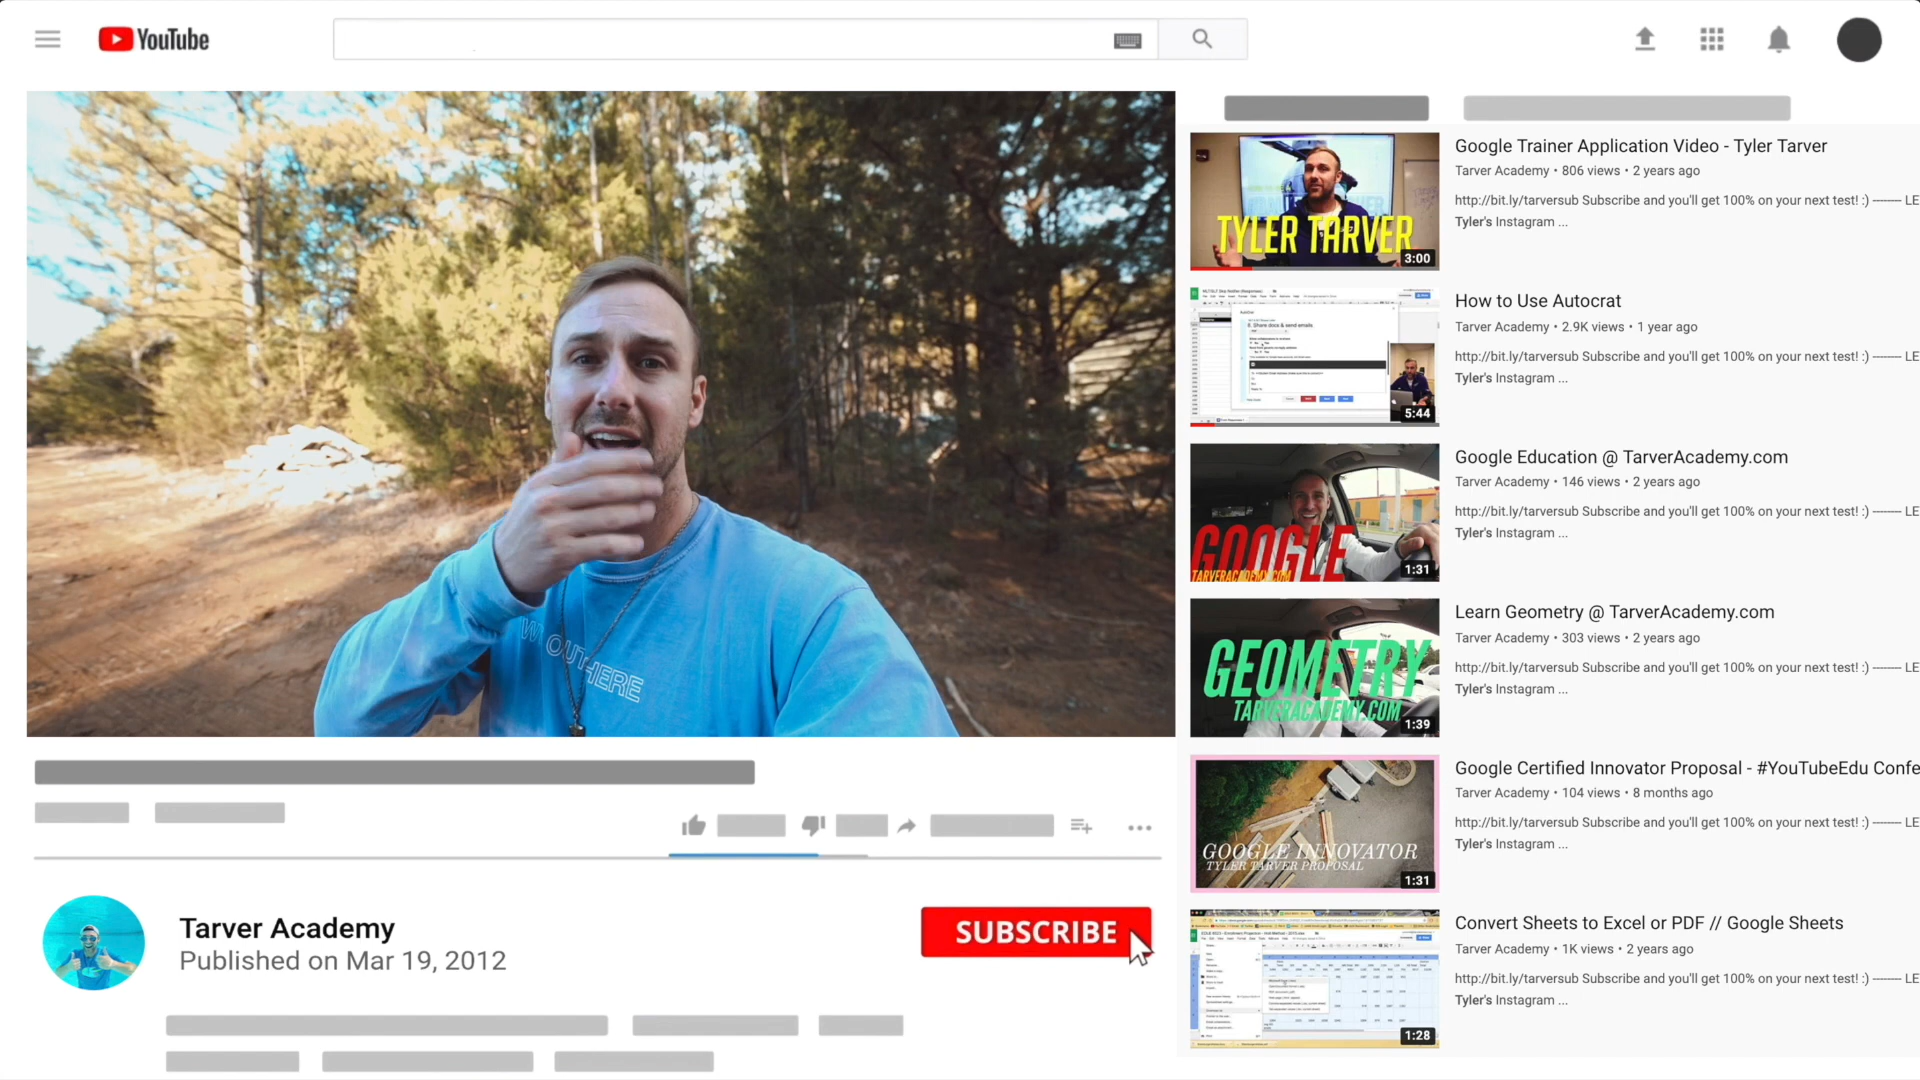 YouTube
W OUTHERE
Tarver Academy
Published on Mar 19, 2012
SUBSCRIBE
TYLER TARVER
3:00
Google Trainer Application Video - Tyler Tarver
Tarver Academy • 806 views • 2 years ago
http://bit.ly/tarversub Subscribe and you'll get 100% on your next test! :) -------- LE
Tyler's Instagram ...
8. Share docs & send emails
5:44
How to Use Autocrat
Tarver Academy • 2.9K views • 1 year ago
http://bit.ly/tarversub Subscribe and you'll get 100% on your next test! :) -------- LE
Tyler's Instagram ...
GOOGLE
TARVERACADEMY.COM
1:31
Google Education @ TarverAcademy.com
Tarver Academy • 146 views • 2 years ago
http://bit.ly/tarversub Subscribe and you'll get 100% on your next test! :) -------- LE
Tyler's Instagram ...
GEOMETRY
TARVERACADEMY.COM
1:39
Learn Geometry @ TarverAcademy.com
Tarver Academy • 303 views • 2 years ago
http://bit.ly/tarversub Subscribe and you'll get 100% on your next test! :) -------- LE
Tyler's Instagram ...
GOOGLE INNOVATOR
TYLER TARVER PROPOSAL
1:31
Google Certified Innovator Proposal - #YouTubeEdu Confe
Tarver Academy • 104 views • 8 months ago
http://bit.ly/tarversub Subscribe and you'll get 100% on your next test! :) -------- LE
Tyler's Instagram ...
1:28
Convert Sheets to Excel or PDF // Google Sheets
Tarver Academy • 1K views • 2 years ago
http://bit.ly/tarversub Subscribe and you'll get 100% on your next test! :) -------- LE
Tyler's Instagram ...